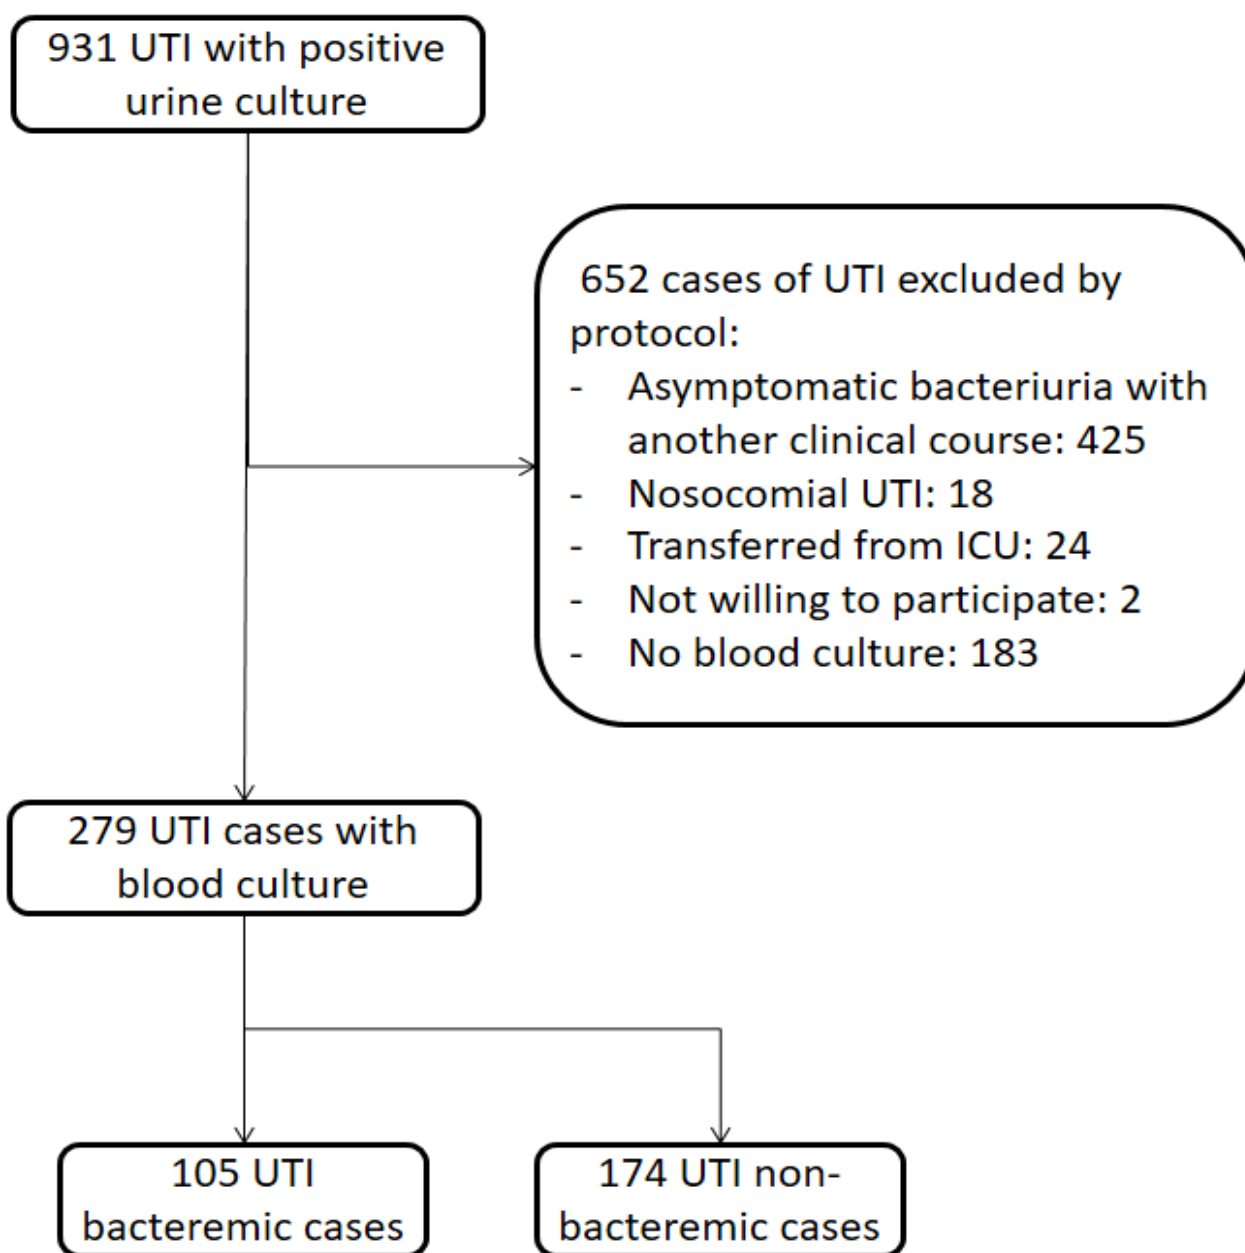 931 UTI with positive
urine culture
652 cases of UTI excluded by
protocol:
- Asymptomatic bacteriuria with
another clinical course: 425
- Nosocomial UTI: 18
- Transferred from ICU: 24
- Not willing to participate: 2
- No blood culture: 183
279 UTI cases with
blood culture
105 UTI
bacteremic cases
174 UTI non-
bacteremic cases